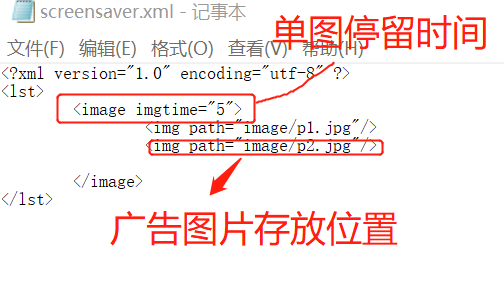 screensaver.xml - 记事本
单图停留时间
文件(F) 编辑(E) 格式(O) 查看(V) 帮助(H)
<?xml version="1.0" encoding="utf-8" ?>
<lst>
<image imgtime="5">
<img path="image/p1.jpg"/>
<img path="image/p2.jpg"/>
</image>
</lst>
广告图片存放位置